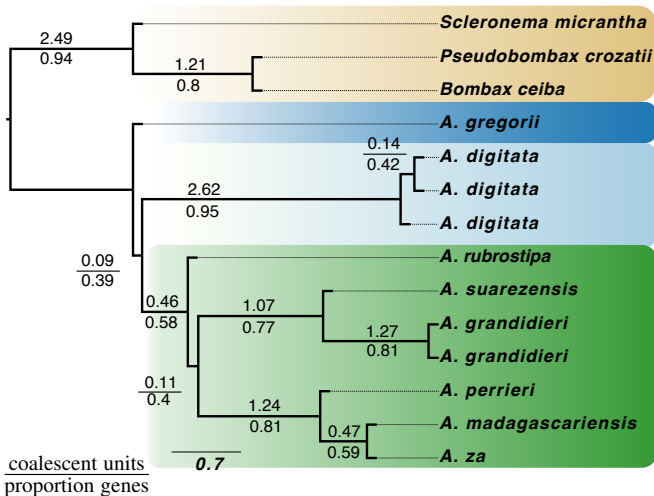 Scleronema micrantha
2.49
0.94
Pseudobombax crozatii
1.21
0.8
Bombax ceiba
A. gregorii
0.14
0.42
A. digitata
2.62
0.95
A. digitata
A. digitata
0.09
0.39
A. rubrostipa
0.46
0.58
A. suarezensis
1.07
0.77
A. grandidieri
1.27
0.81
A. grandidieri
0.11
0.4
A. perrieri
1.24
0.81
A. madagascariensis
0.47
0.59
A. za
0.7
coalescent units
proportion genes